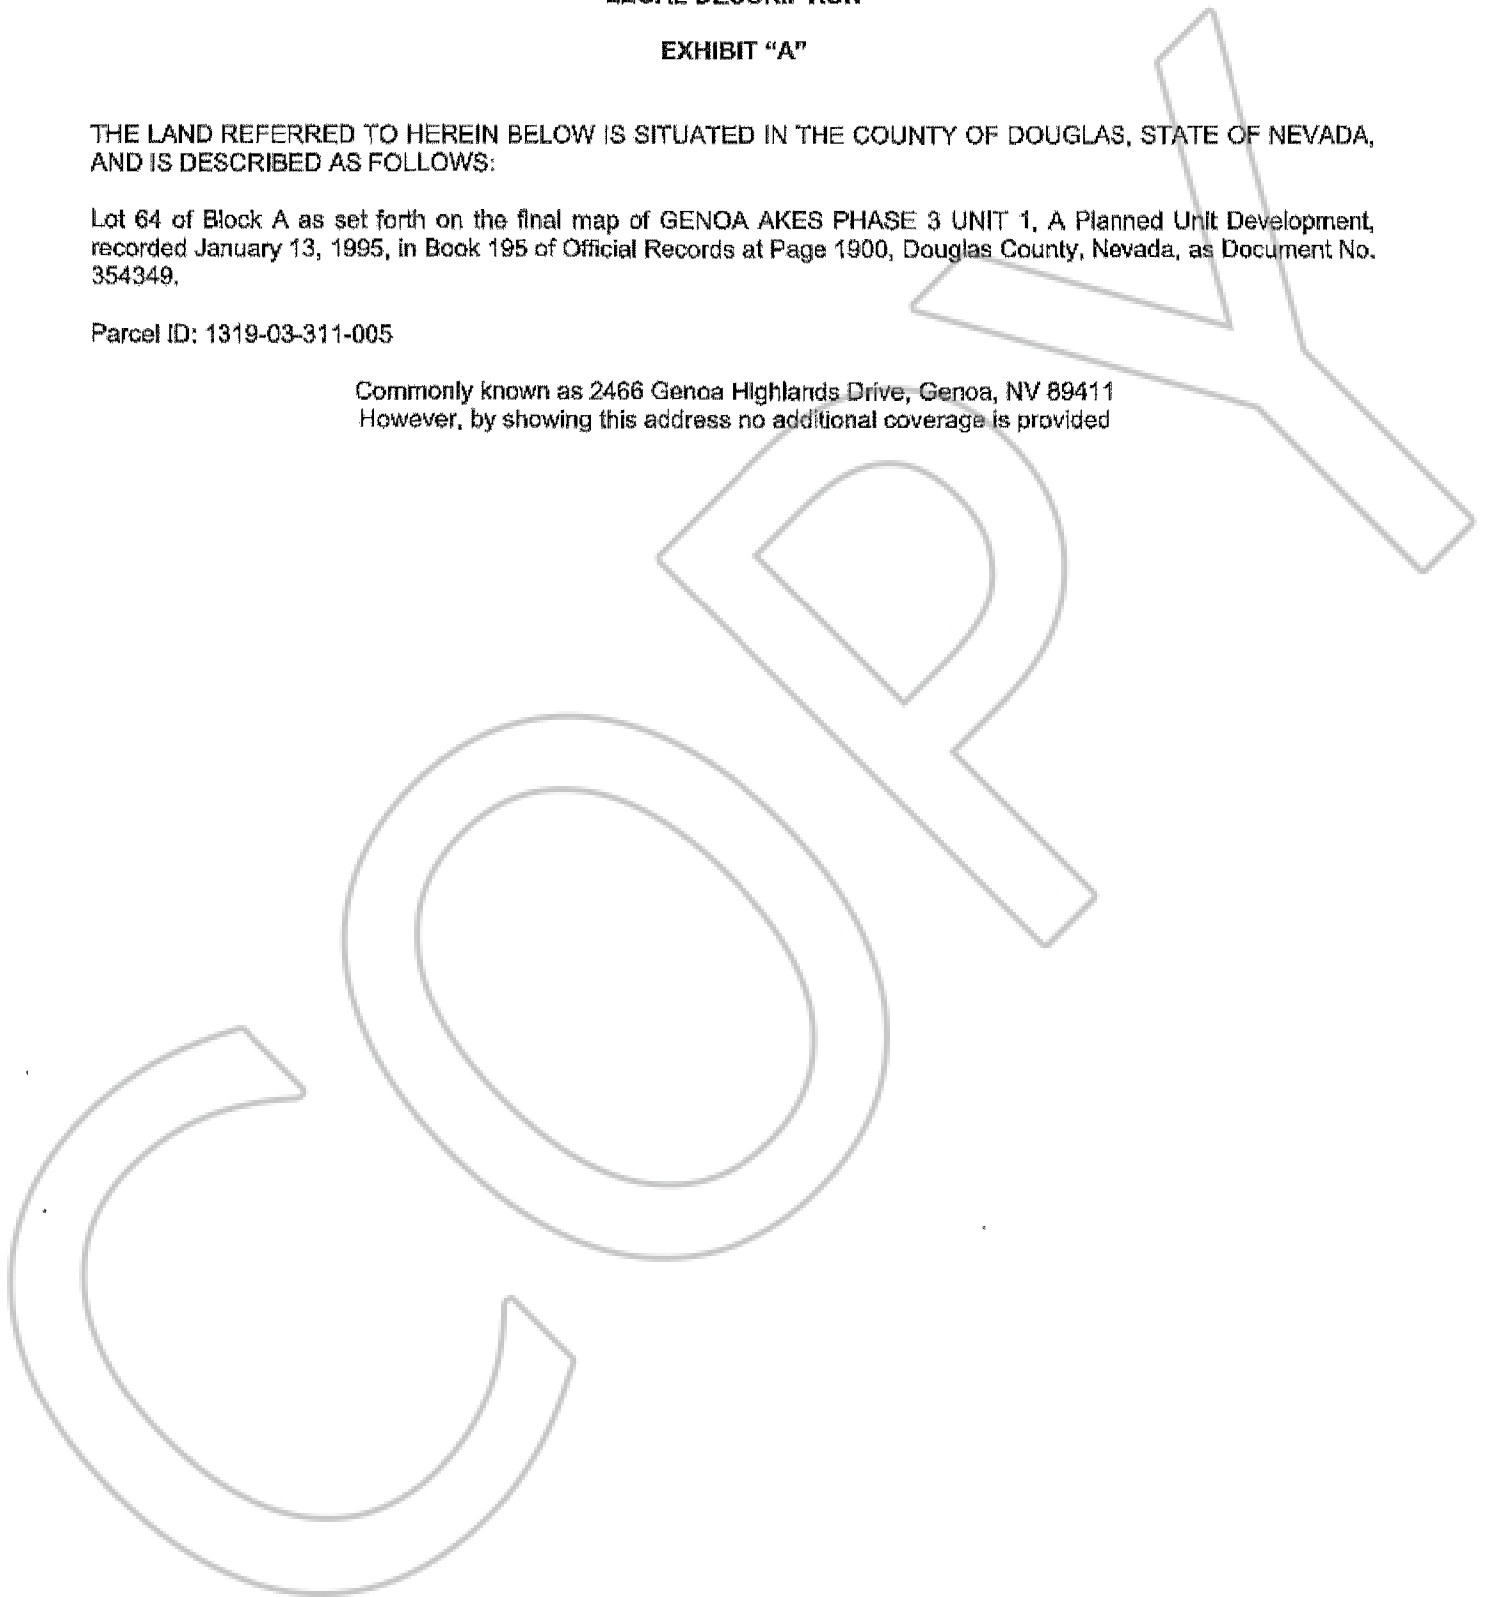 LEGAL DESCRIPTION
EXHIBIT “A”
THE LAND REFERRED TO HEREIN BELOW IS SITUATED IN THE COUNTY OF DOUGLAS, STATE OF NEVADA,
AND IS DESCRIBED AS FOLLOWS:
Lot 64 of Block A as set forth on the final map of GENOA AKES PHASE 3 UNIT 1, A Planned Unit Development,
recorded January 13, 1995, in Book 195 of Official Records at Page 1900, Douglas County, Nevada, as Document No.
354349.
Parcel ID: 1319-03-311-005
Commonly known as 2466 Genoa Highlands Drive, Genoa, NV 89411
However, by showing this address no additional coverage is provided
COPY